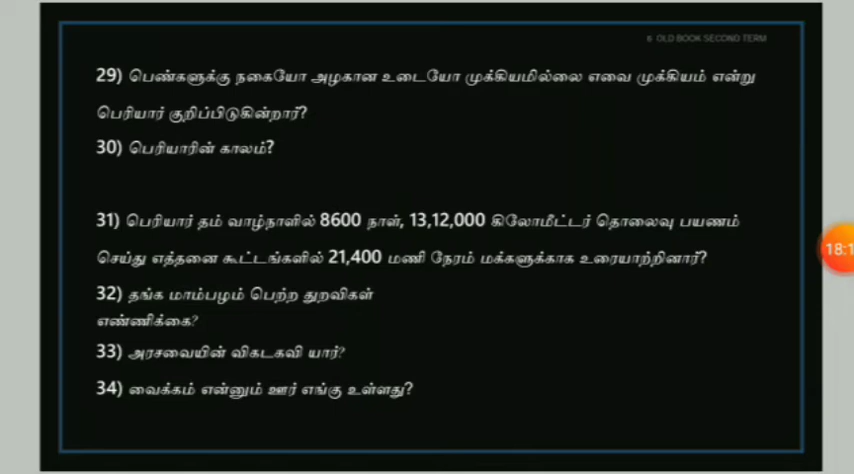 6 OLD BOOK SECOND TERM
29) பெண்களுக்கு நகையோ அழகான உடையோ முக்கியமில்லை எவை முக்கியம் என்று
பெரியார் குறிப்பிடுகின்றார்?
30) பெரியாரின் காலம்?
31) பெரியார் தம் வாழ்நாளில் 8600 நாள், 13,12,000 கிலோமீட்டர் தொலைவு பயணம்
செய்து எத்தனை கூட்டங்களில் 21,400 மணி நேரம் மக்களுக்காக உரையாற்றினார்?
32) தங்க மாம்பழம் பெற்ற துறவிகள்
எண்ணிக்கை?
33) அரசவையின் விகடகவி யார்?
34) வைக்கம் என்னும் ஊர் எங்கு உள்ளது?
18:1